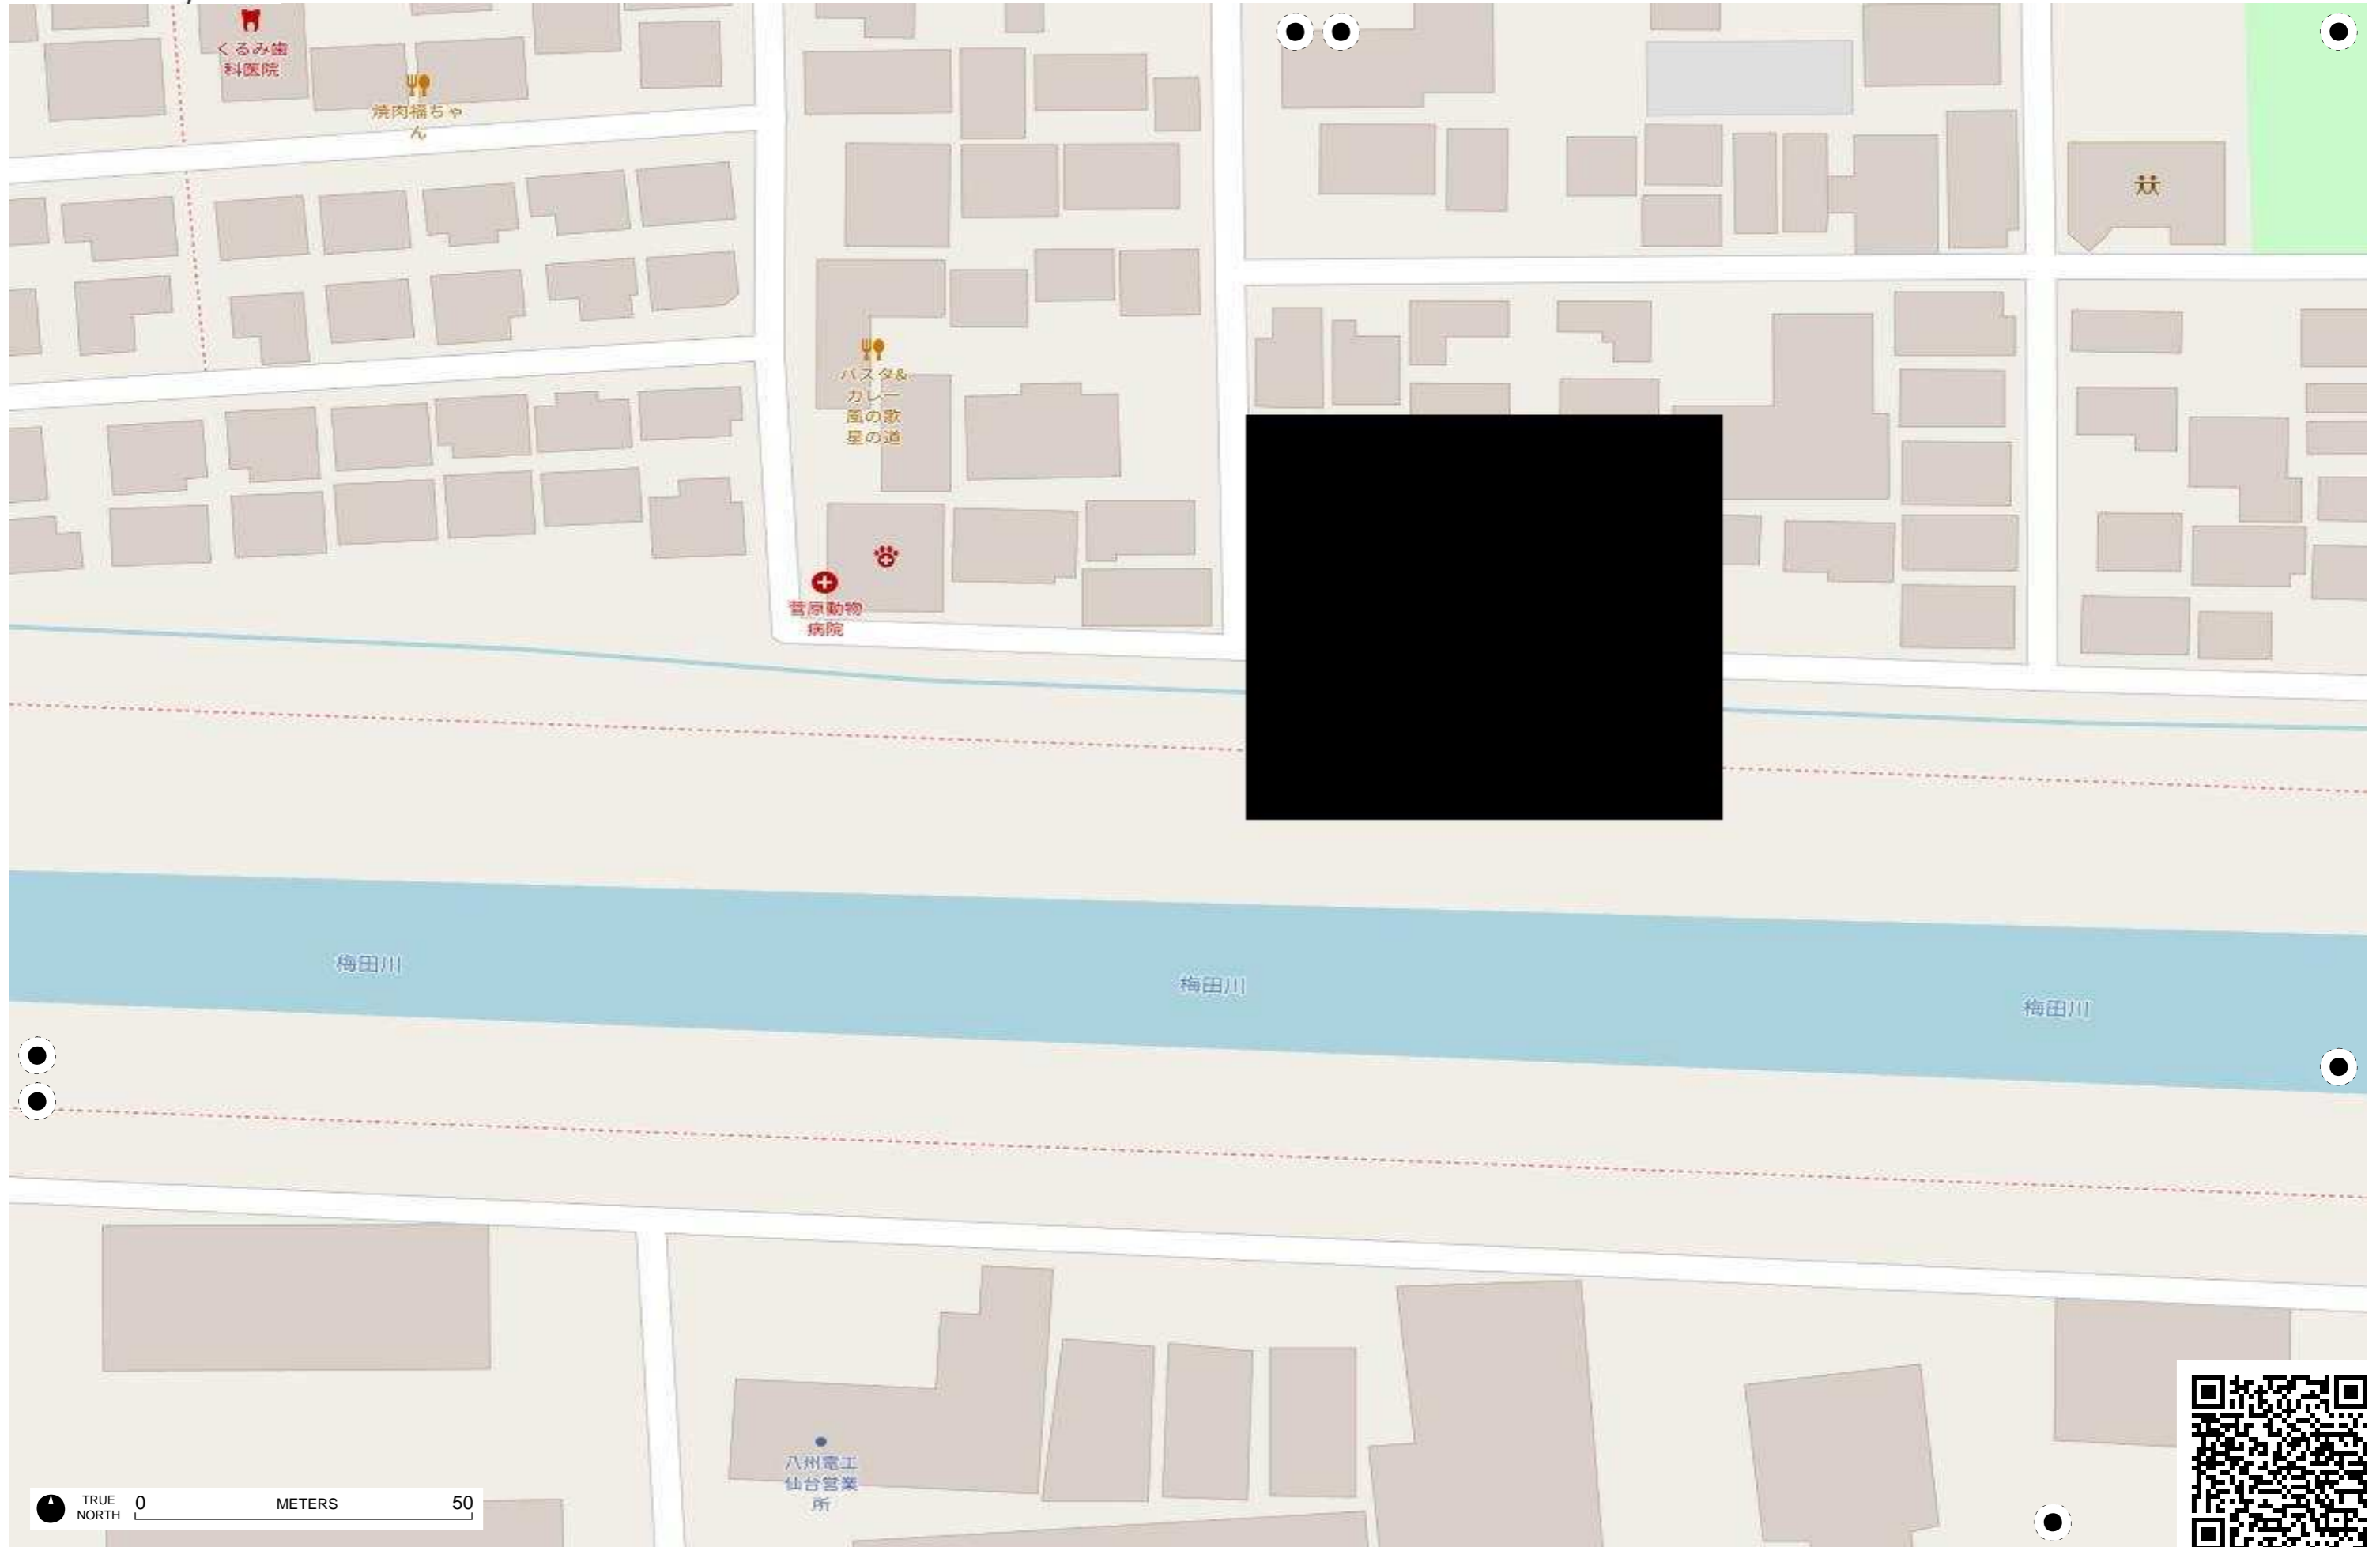 くるみ歯
科医院
焼肉福ちゃ
ん
パスタ&
カレー
風の歌
星の道
菅原動物
病院
梅田川
梅田川
梅田川
八州電工
仙台営業
所
TRUE
NORTH
0 METERS 50